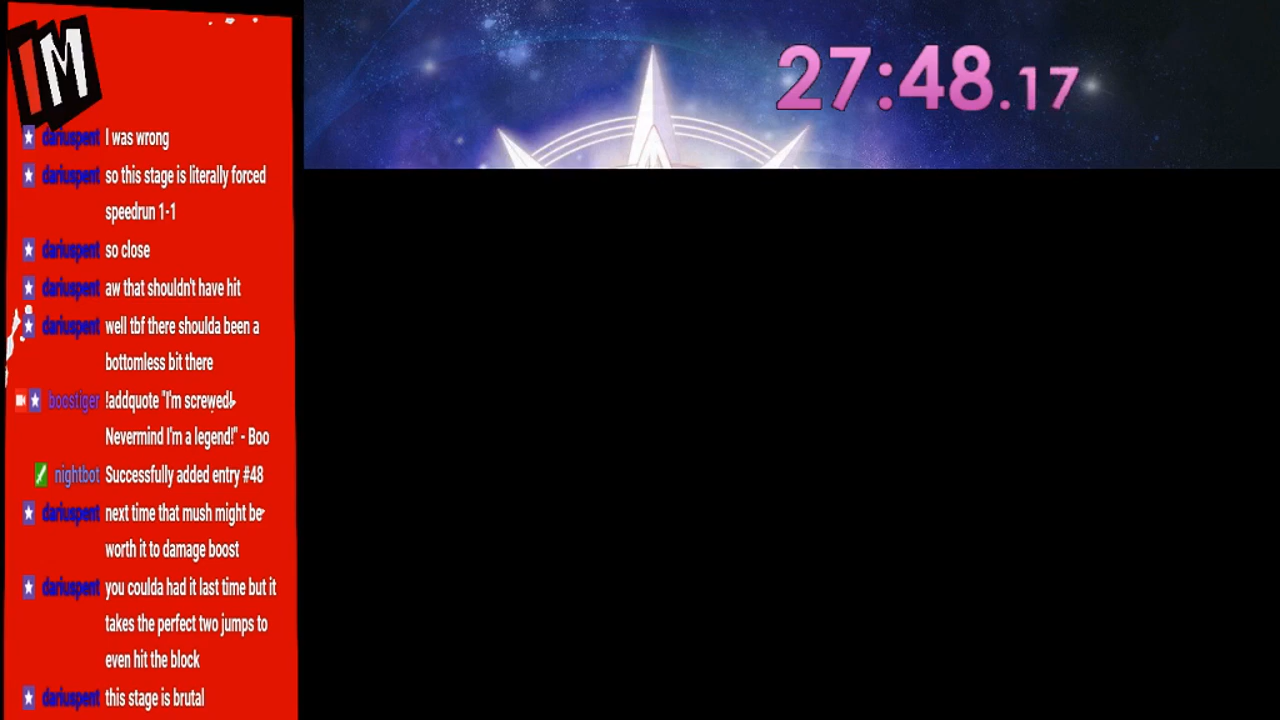 IM
27:48.17
dariuspent I was wrong
dariuspent so this stage is literally forced
speedrun 1-1
dariuspent so close
dariuspent aw that shouldn't have hit
dariuspent well tbf there shoulda been a
bottomless bit there
boostiger !addquote "I'm screwed!
Nevermind I'm a legend!" - Boo
nightbot Successfully added entry #48
dariuspent next time that mush might be
worth it to damage boost
dariuspent you coulda had it last time but it
takes the perfect two jumps to
even hit the block
dariuspent this stage is brutal